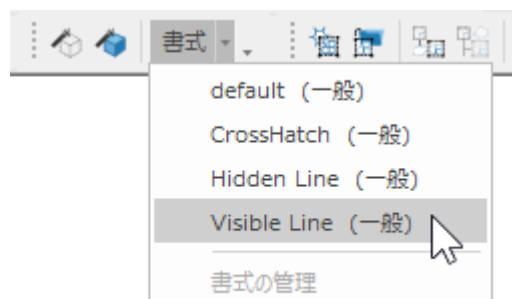 書式
default (一般)
CrossHatch (一般)
Hidden Line (一般)
Visible Line (一般)
書式の管理